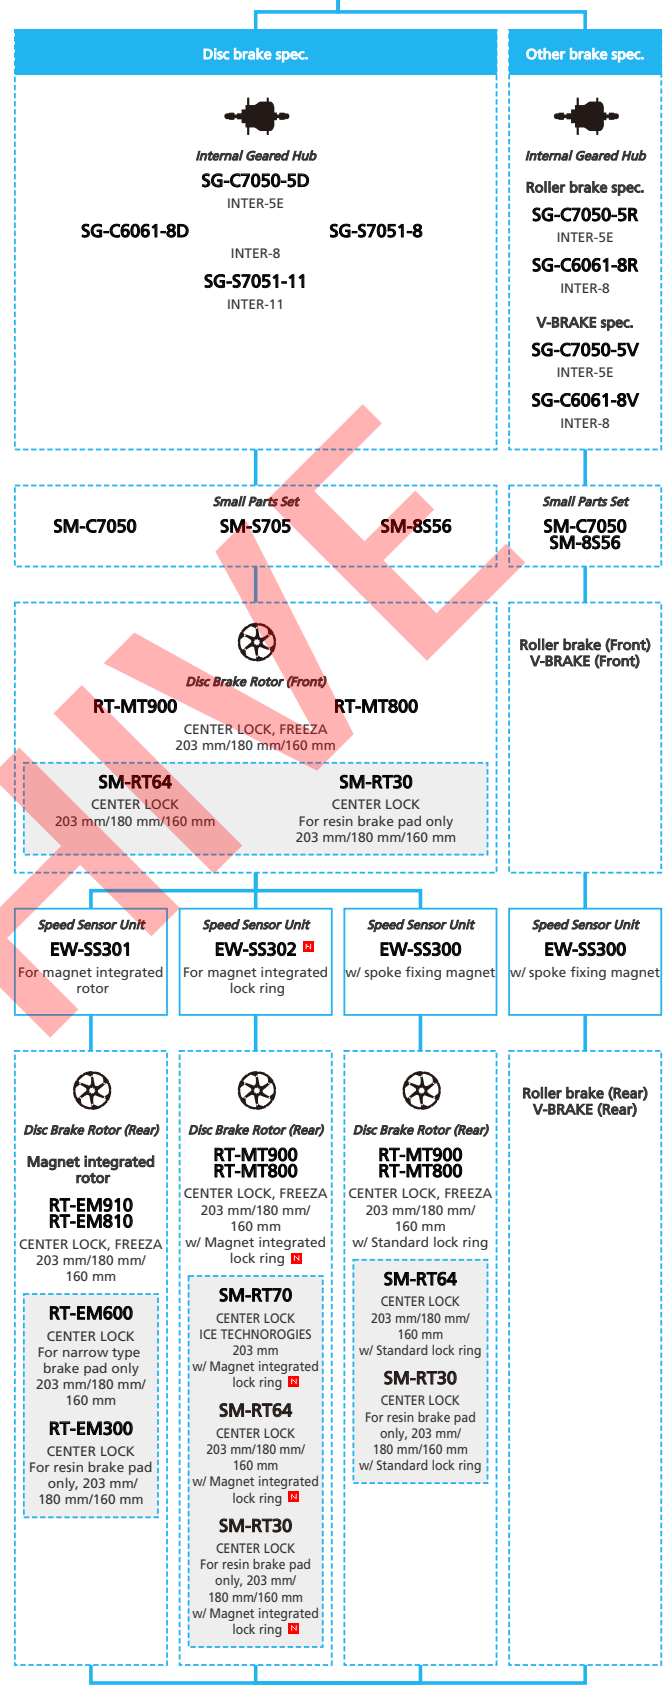 Disc brake spec.
Internal Geared Hub
SG-C7050-5D
INTER-5E
SG-C6061-8D SG-S7051-8
INTER-8
SG-S7051-11
INTER-11
Other brake spec.
Internal Geared Hub
Roller brake spec.
SG-C7050-5R
INTER-5E
SG-C6061-8R
INTER-8
V-BRAKE spec.
SG-C7050-5V
INTER-5E
SG-C6061-8V
INTER-8
Small Parts Set
SM-C7050 SM-S705 SM-8S56
Small Parts Set
SM-C7050
SM-8S56
Disc Brake Rotor (Front)
RT-MT900 RT-MT800
CENTER LOCK, FREEZA
203 mm/180 mm/160 mm
SM-RT64
CENTER LOCK
203 mm/180 mm/160 mm
SM-RT30
CENTER LOCK
For resin brake pad only
203 mm/180 mm/160 mm
Roller brake (Front)
V-BRAKE (Front)
Speed Sensor Unit
EW-SS301
For magnet integrated
rotor
Speed Sensor Unit
EW-SS302 N
For magnet integrated
lock ring
Speed Sensor Unit
EW-SS300
w/ spoke fixing magnet
Speed Sensor Unit
EW-SS300
w/ spoke fixing magnet
Disc Brake Rotor (Rear)
Magnet integrated
rotor
RT-EM910
RT-EM810
CENTER LOCK, FREEZA
203 mm/180 mm/
160 mm
RT-EM600
CENTER LOCK
For narrow type
brake pad only
203 mm/180 mm/
160 mm
RT-EM300
CENTER LOCK
For resin brake pad
only, 203 mm/
180 mm/160 mm
Disc Brake Rotor (Rear)
RT-MT900
RT-MT800
CENTER LOCK, FREEZA
203 mm/180 mm/
160 mm
w/ Magnet integrated
lock ring N
SM-RT70
CENTER LOCK
ICE TECHNOROGIES
203 mm
w/ Magnet integrated
lock ring N
SM-RT64
CENTER LOCK
203 mm/180 mm/
160 mm
w/ Magnet integrated
lock ring N
SM-RT30
CENTER LOCK
For resin brake pad
only, 203 mm/
180 mm/160 mm
w/ Magnet integrated
lock ring N
Disc Brake Rotor (Rear)
RT-MT900
RT-MT800
CENTER LOCK, FREEZA
203 mm/180 mm/
160 mm
w/ Standard lock ring
SM-RT64
CENTER LOCK
203 mm/180 mm/
160 mm
w/ Standard lock ring
SM-RT30
CENTER LOCK
For resin brake pad
only, 203 mm/
180 mm/160 mm
w/ Standard lock ring
Roller brake (Rear)
V-BRAKE (Rear)
HIVE